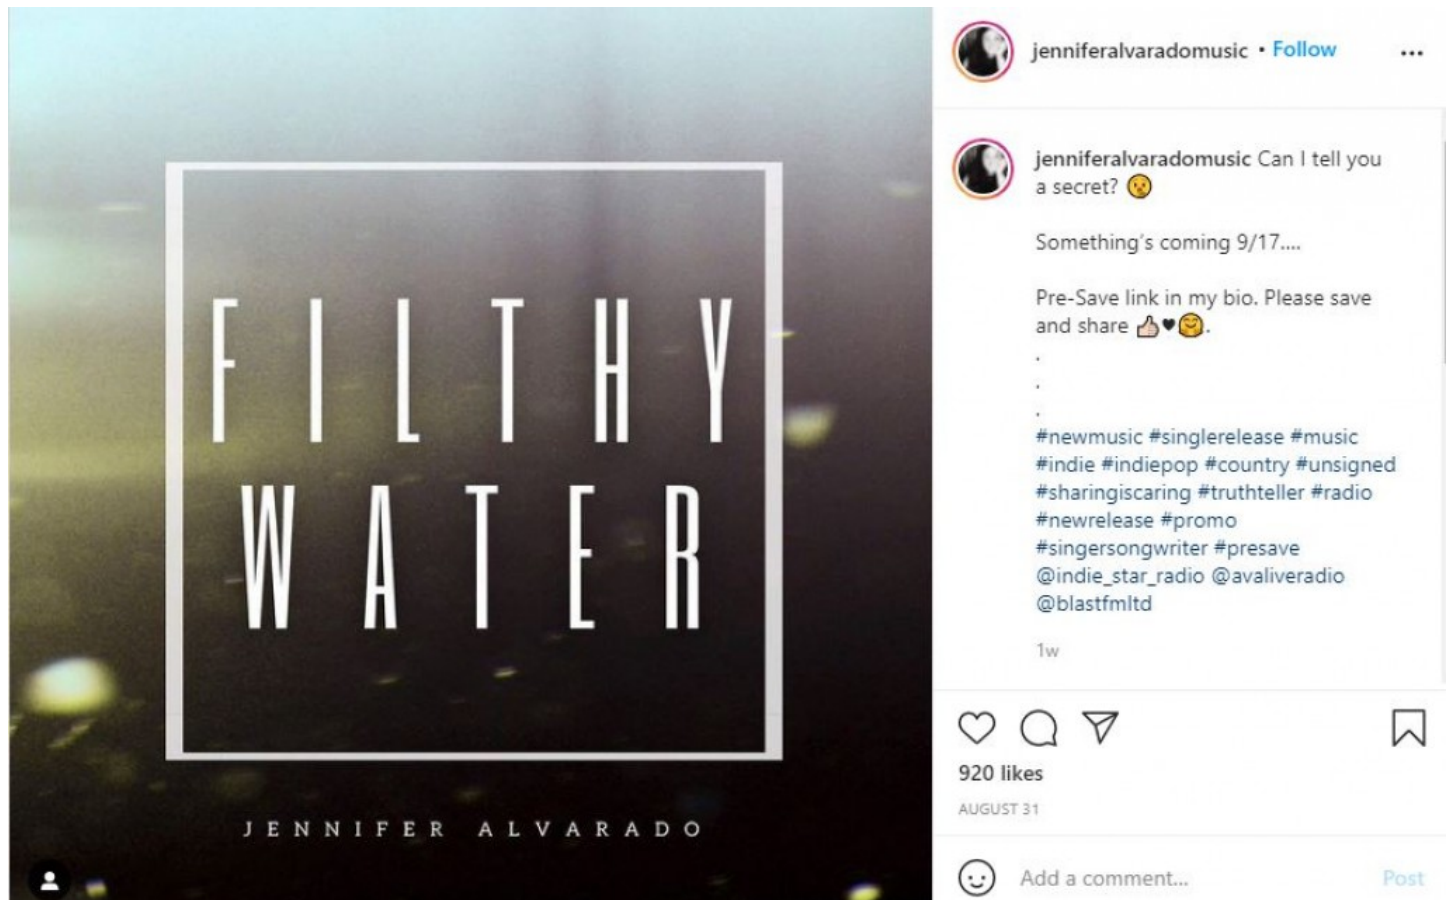 FILTHY
WATER
JENNIFER ALVARADO
jenniferalvaradomusic • Follow
jenniferalvaradomusic Can I tell you
a secret? 🤫
Something's coming 9/17....
Pre-Save link in my bio. Please save
and share 👍🏻🖤🤗.
.
.
.
#newmusic #singlerelease #music
#indie #indiepop #country #unsigned
#sharingiscaring #truthteller #radio
#newrelease #promo
#singersongwriter #presave
@indie_star_radio @avaliveradio
@blastfmltd
1w
920 likes
AUGUST 31
Add a comment...
Post